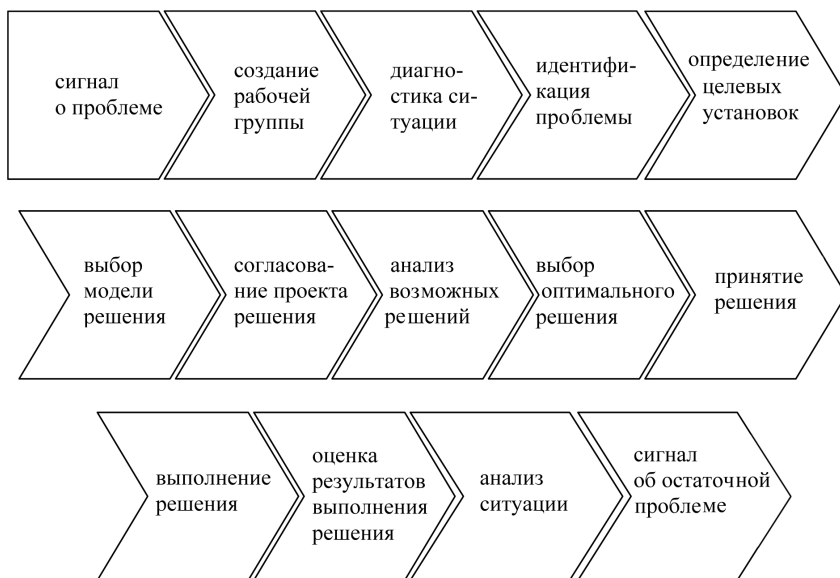 сигнал
о проблеме
создание
рабочей
группы
диагно-
стика си-
туации
идентифи-
кация
проблемы
определение
целевых
установок
выбор
модели
решения
согласова-
ние проекта
решения
анализ
возможных
решений
выбор
оптимального
решения
принятие
решения
выполнение
решения
оценка
результатов
выполнения
решения
анализ
ситуации
сигнал
об остаточной
проблеме